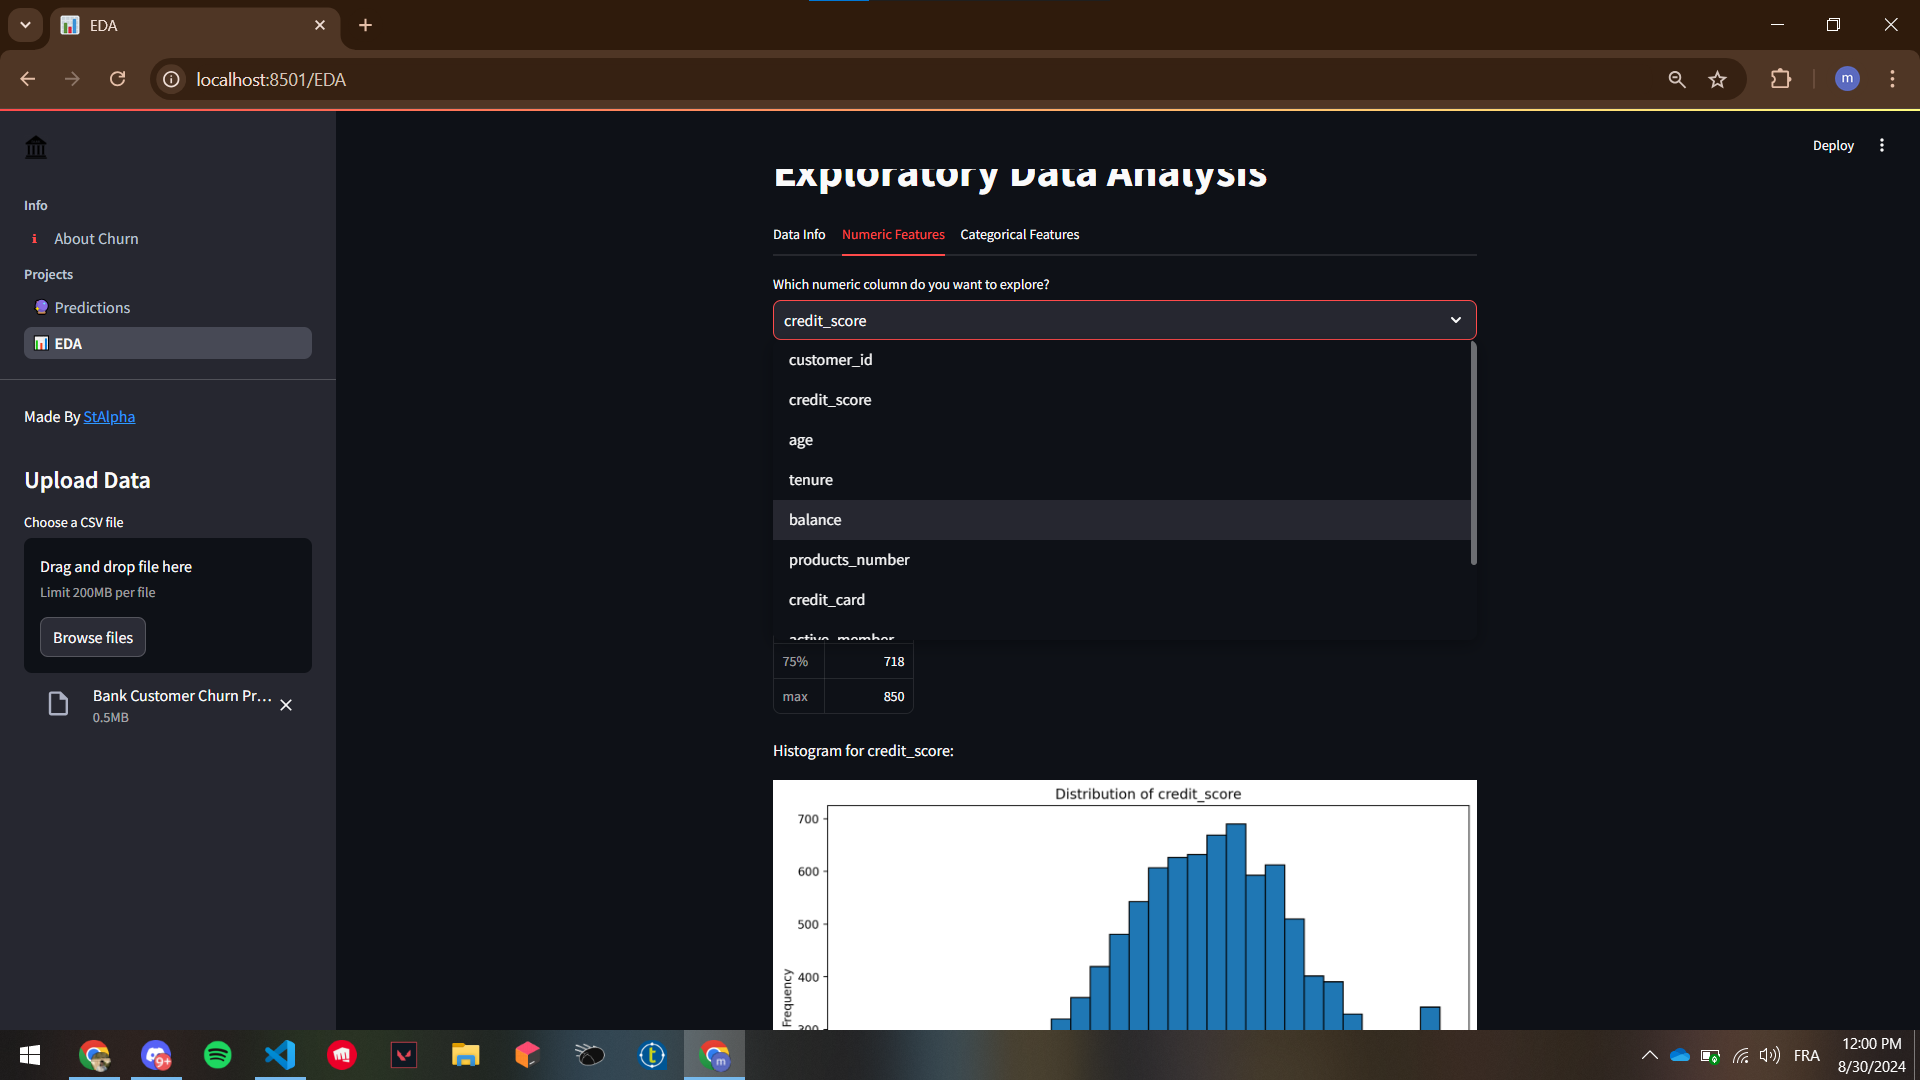 EDA
localhost:8501/EDA
m
Deploy
Info
About Churn
Projects
Predictions
EDA
Made By StAlpha
Upload Data
Choose a CSV file
Drag and drop file here
Limit 200MB per file
Browse files
Bank Customer Churn Pr...
0.5MB
Exploratory Data Analysis
Data Info
Numeric Features
Categorical Features
Which numeric column do you want to explore?
credit_score
customer_id
credit_score
age
tenure
balance
products_number
credit_card
active_member
75% 718
max 850
Histogram for credit_score:
Distribution of credit_score
700
600
500
400
300
Frequency
9+
m
FRA
12:00 PM
8/30/2024